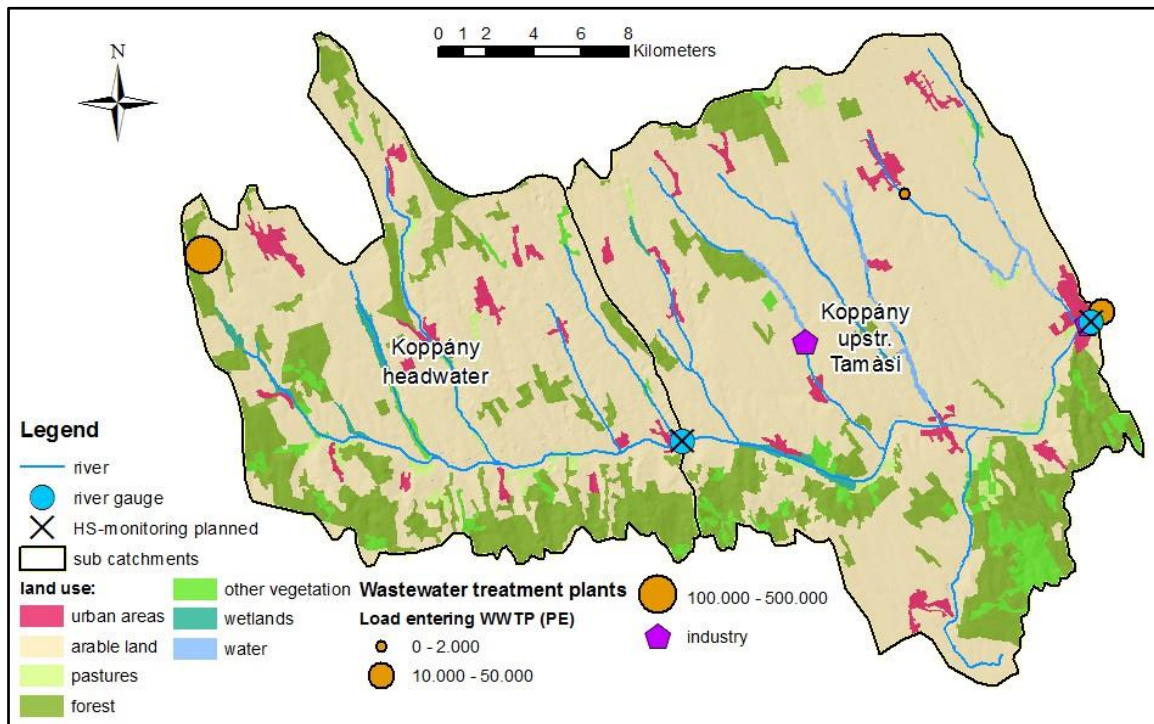 N
0 1 2 4 6 8
Kilometers
Koppány
headwater
Koppány
upstr.
Tamási
Legend
river
river gauge
HS-monitoring planned
sub catchments
land use:
urban areas
arable land
pastures
forest
other vegetation
wetlands
water
Wastewater treatment plants
Load entering WWTP (PE)
0 - 2.000
10.000 - 50.000
100.000 - 500.000
industry